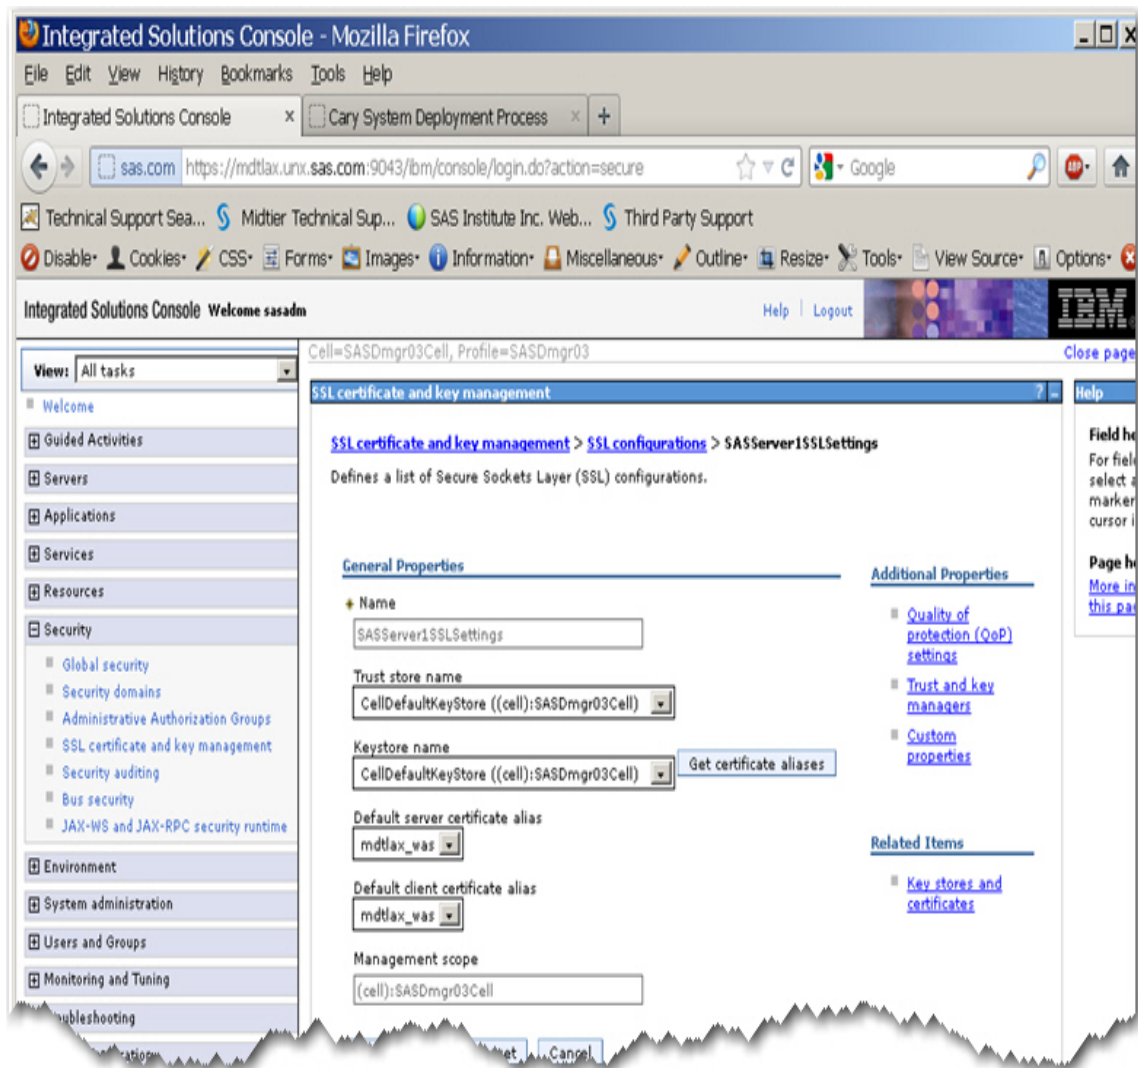 Integrated Solutions Console - Mozilla Firefox
File Edit View History Bookmarks Tools Help
Integrated Solutions Console x Cary System Deployment Process x +
sas.com https://mdtlax.unx.sas.com:9043/ibm/console/login.do?action=secure Google
Technical Support Sea... Midtier Technical Sup... SAS Institute Inc. Web... Third Party Support
Disable Cookies CSS Forms Images Information Miscellaneous Outline Resize Tools View Source Options
Integrated Solutions Console Welcome sasadm Help Logout IBM.
View: All tasks
Welcome
Guided Activities
Servers
Applications
Services
Resources
Security
Global security
Security domains
Administrative Authorization Groups
SSL certificate and key management
Security auditing
Bus security
JAX-WS and JAX-RPC security runtime
Environment
System administration
Users and Groups
Monitoring and Tuning
ubleshooting
Cell=SASDmgr03Cell, Profile=SASDmgr03
Close page
SSL certificate and key management ? -
SSL certificate and key management > SSL configurations > SASServer1SSLSettings
Defines a list of Secure Sockets Layer (SSL) configurations.
General Properties
Name
SASServer1SSLSettings
Trust store name
CellDefaultKeyStore ((cell):SASDmgr03Cell)
Keystore name
CellDefaultKeyStore ((cell):SASDmgr03Cell) Get certificate aliases
Default server certificate alias
mdtlax_was
Default client certificate alias
mdtlax_was
Management scope
(cell):SASDmgr03Cell
Cancel
Additional Properties
Quality of
protection (QoP)
settings
Trust and key
managers
Custom
properties
Related Items
Key stores and
certificates
Help
Field he
For fiel
select a
marker
cursor i
Page he
More in
this pa